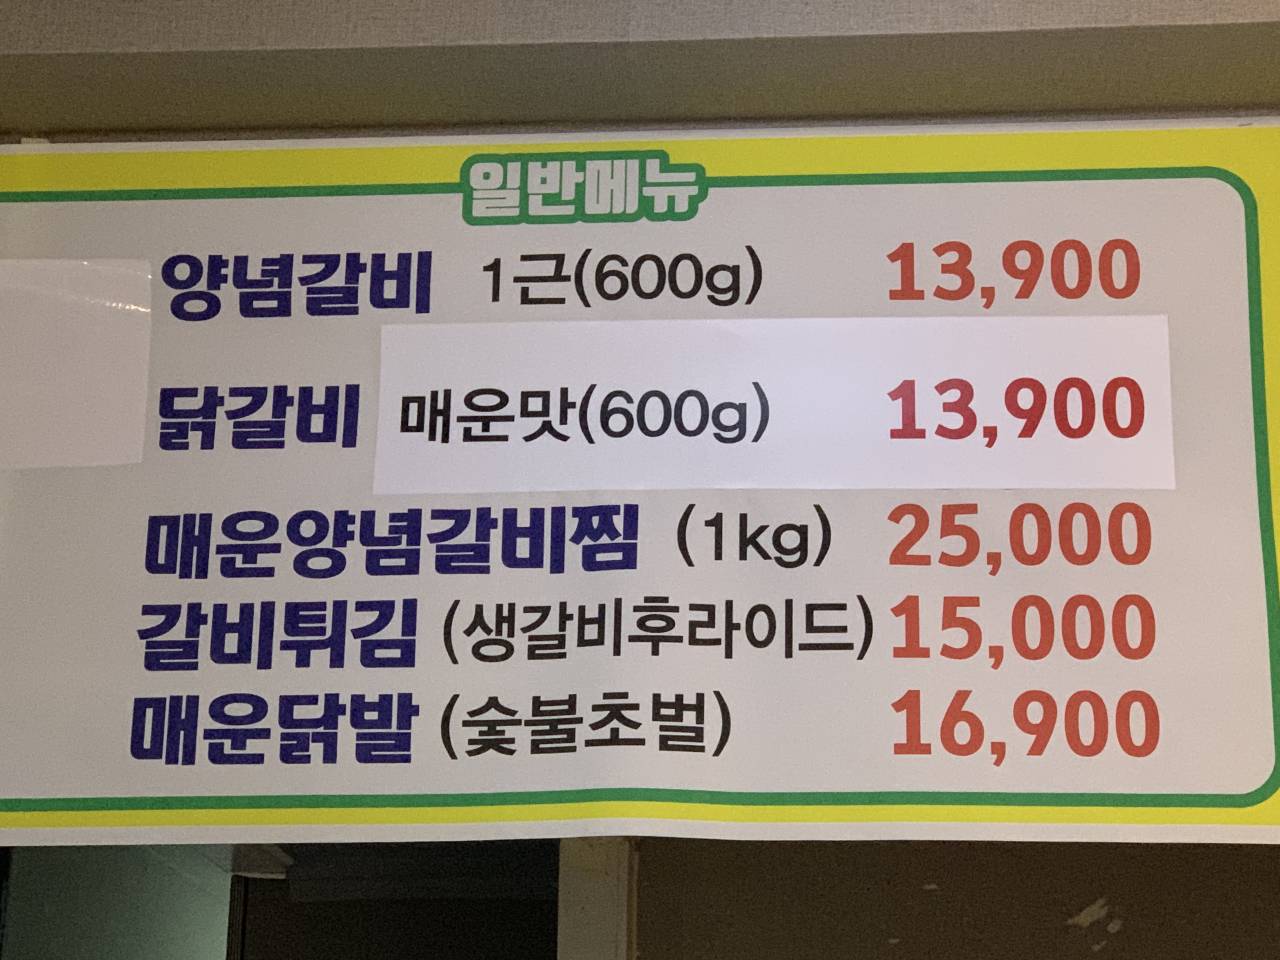 일반메뉴
양념갈비 1근(600g) 13,900
닭갈비 매운맛(600g) 13,900
매운양념갈비찜 (1kg) 25,000
갈비튀김 (생갈비후라이드) 15,000
매운닭발 (숯불초벌) 16,900